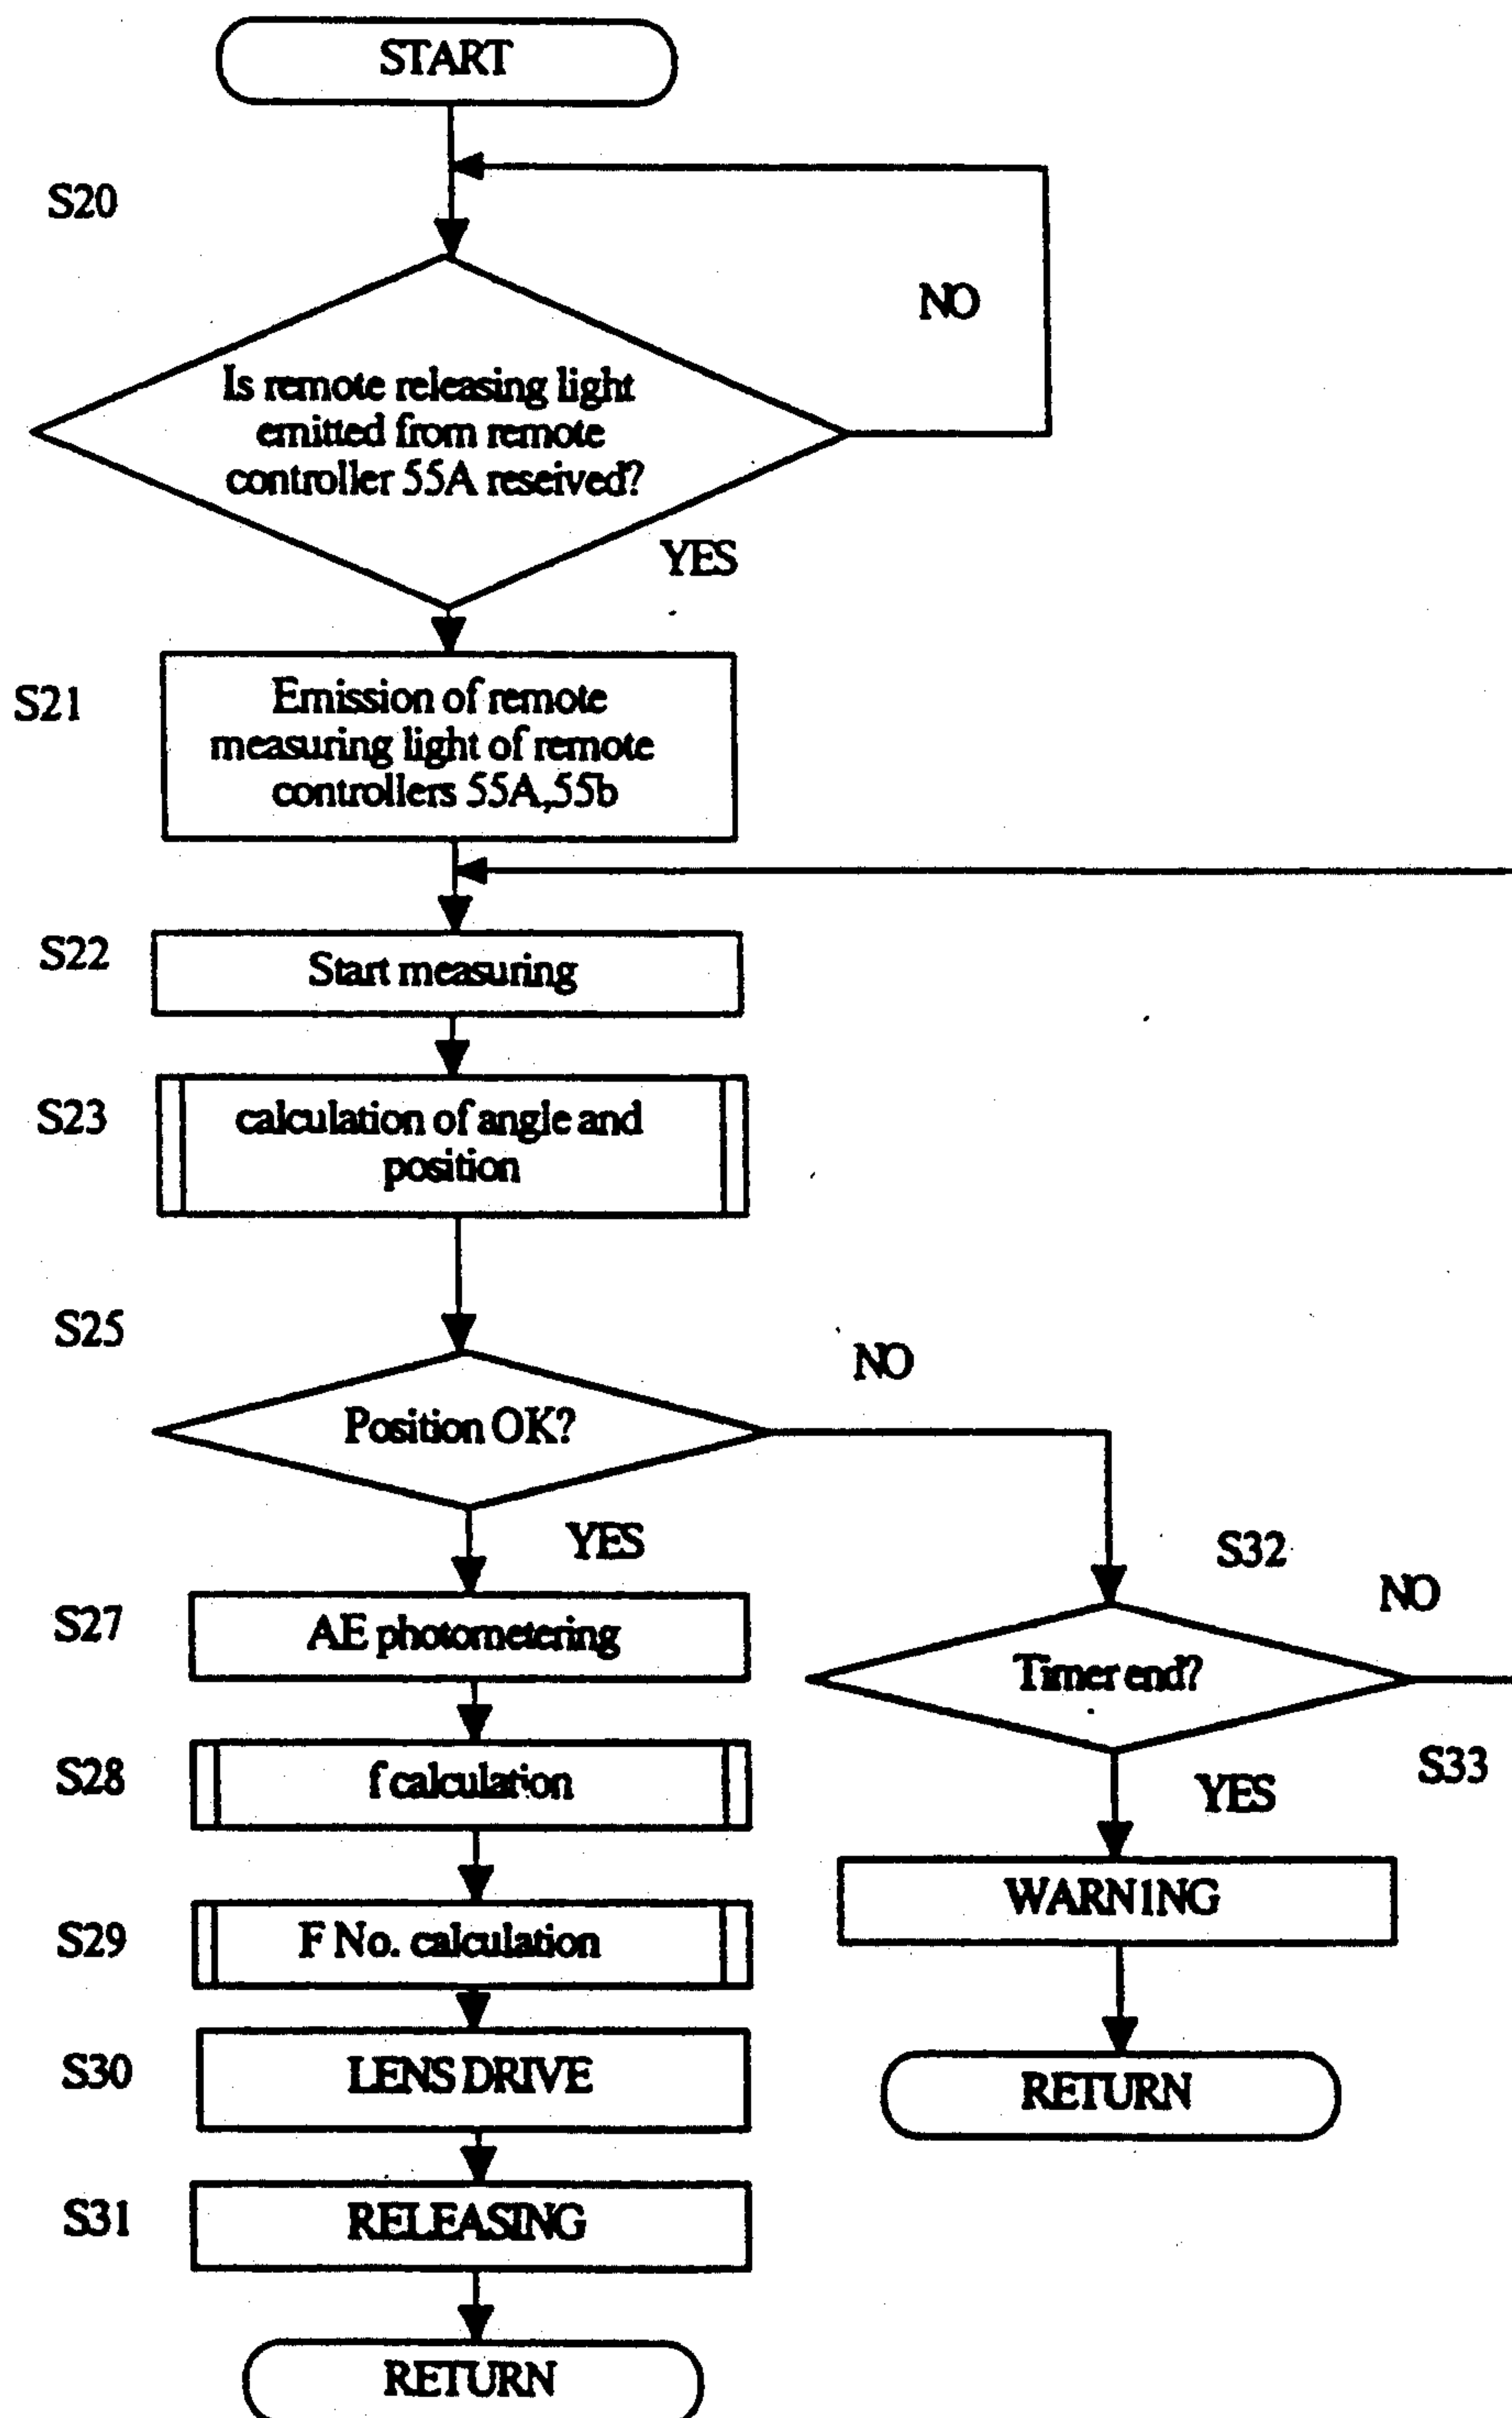 START
S20
NO
Is remote releasing light
emitted from remote
controller 55A reseived?
YES
S21
Emission of remote
measuring light of remote
controllers 55A,55b
S22
Start measuring
S23
calculation of angle and
position
S25
Position OK?
NO
YES
S32
NO
S27
AE photometering
Timer end?
S28
f calculation
YES
S33
S29
F No. calculation
WARN1NG
S30
LENS DRIVE
RETURN
S31
RELEASING
RETURN